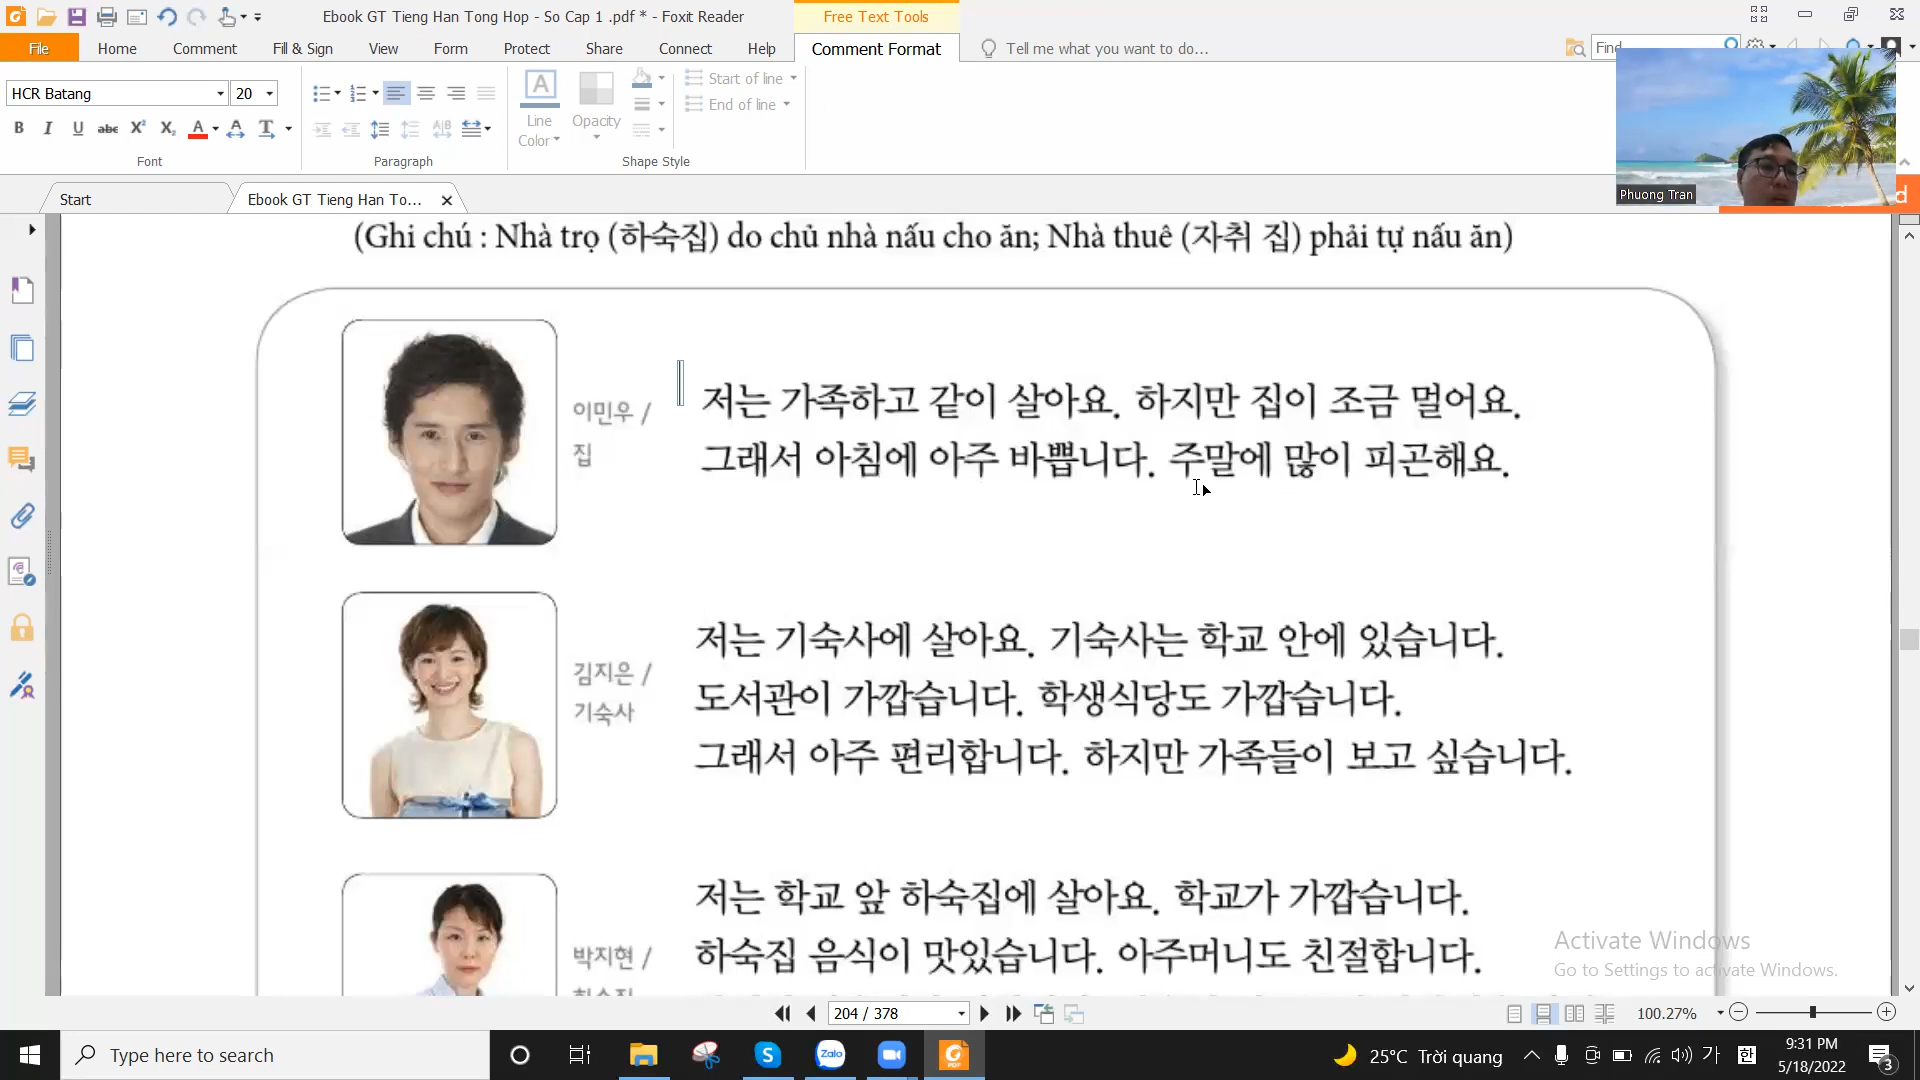 Ebook GT Tieng Han Tong Hop - So Cap 1 .pdf * - Foxit Reader
Free Text Tools
File
Home
Comment
Fill & Sign
View
Form
Protect
Share
Connect
Help
Comment Format
Tell me what you want to do...
Find
HCR Batang
20
Line
Color
Opacity
Start of line
End of line
Font
Paragraph
Shape Style
Phuong Tran
Start
Ebook GT Tieng Han To...
(Ghi chú : Nhà trọ (하숙집) do chủ nhà nấu cho ăn; Nhà thuê (자취 집) phải tự nấu ăn)
이민우 /
집
저는 가족하고 같이 살아요. 하지만 집이 조금 멀어요.
그래서 아침에 아주 바쁩니다. 주말에 많이 피곤해요.
김지은 /
기숙사
저는 기숙사에 살아요. 기숙사는 학교 안에 있습니다.
도서관이 가깝습니다. 학생식당도 가깝습니다.
그래서 아주 편리합니다. 하지만 가족들이 보고 싶습니다.
박지현 /
저는 학교 앞 하숙집에 살아요. 학교가 가깝습니다.
하숙집 음식이 맛있습니다. 아주머니도 친절합니다.
Activate Windows
Go to Settings to activate Windows.
204 / 378
100.27%
Type here to search
Zalo
25°C Trời quang
가
한
9:31 PM
5/18/2022
3